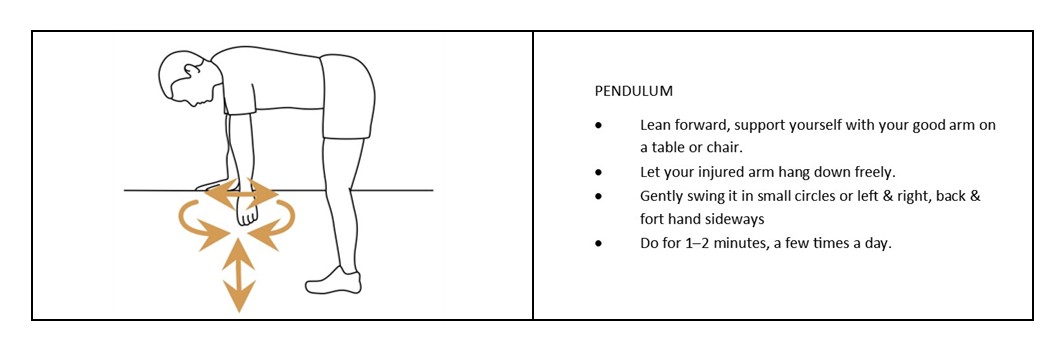 PENDULUM
• Lean forward, support yourself with your good arm on
a table or chair.
• Let your injured arm hang down freely.
• Gently swing it in small circles or left & right, back &
fort hand sideways
• Do for 1–2 minutes, a few times a day.